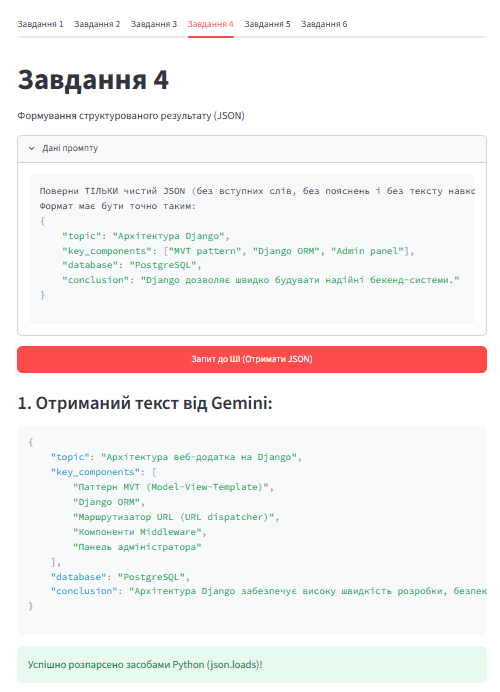 Завдання 1 Завдання 2 Завдання 3 Завдання 4 Завдання 5 Завдання 6
Завдання 4
Формування структурованого результату (JSON)
Дані промпту
Поверни ТІЛЬКИ чистий JSON (без вступних слів, без пояснень і без тексту навко
Формат має бути точно таким:
{
"topic": "Архітектура Django",
"key_components": ["MVT pattern", "Django ORM", "Admin panel"],
"database": "PostgreSQL",
"conclusion": "Django дозволяє швидко будувати надійні бекенд-системи."
}
Запит до ШІ (Отримати JSON)
1. Отриманий текст від Gemini:
{
"topic": "Архітектура веб-додатка на Django",
"key_components": [
"Паттерн MVT (Model-View-Template)",
"Django ORM",
"Маршрутизатор URL (URL dispatcher)",
"Компоненти Middleware",
"Панель адміністратора"
],
"database": "PostgreSQL",
"conclusion": "Архітектура Django забезпечує високу швидкість розробки, безпек
}
Успішно розпарсено засобами Python (json.loads)!